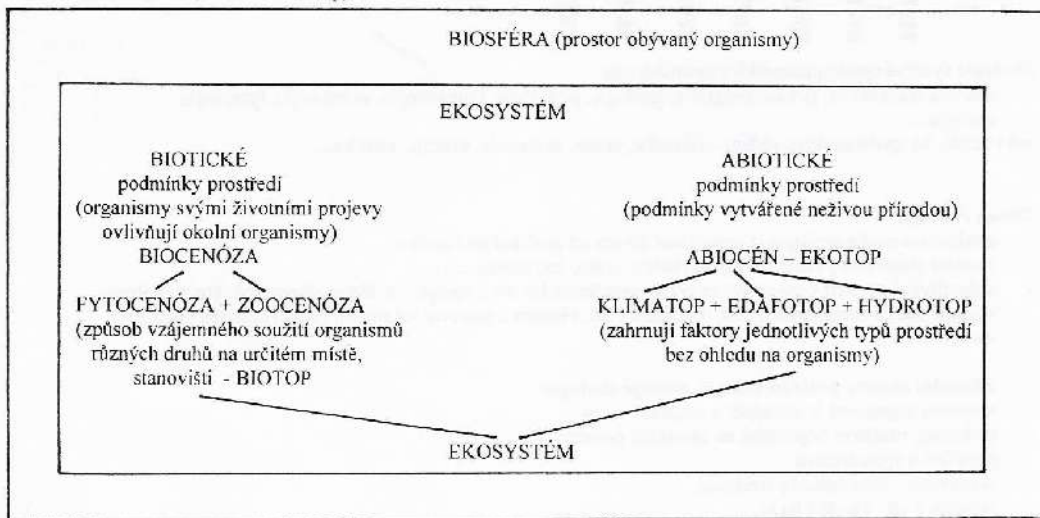 BIOSFÉRA (prostor obývaný organismy)
EKOSYSTÉM
BIOTICKÉ
podmínky prostředí
(organismy svými životními projevy
ovlivňují okolní organismy)
BIOCENÓZA
FYTOCENÓZA + ZOOCENÓZA
(způsob vzájemného soužití organismů
různých druhů na určitém místě,
stanovišti - BIOTOP
ABIOTICKÉ
podmínky prostředí
(podmínky vytvářené neživou přírodou)
ABIOCÉN – EKOTOP
KLIMATOP + EDAFOTOP + HYDROTOP
(zahrnují faktory jednotlivých typů prostředí
bez ohledu na organismy)
EKOSYSTÉM